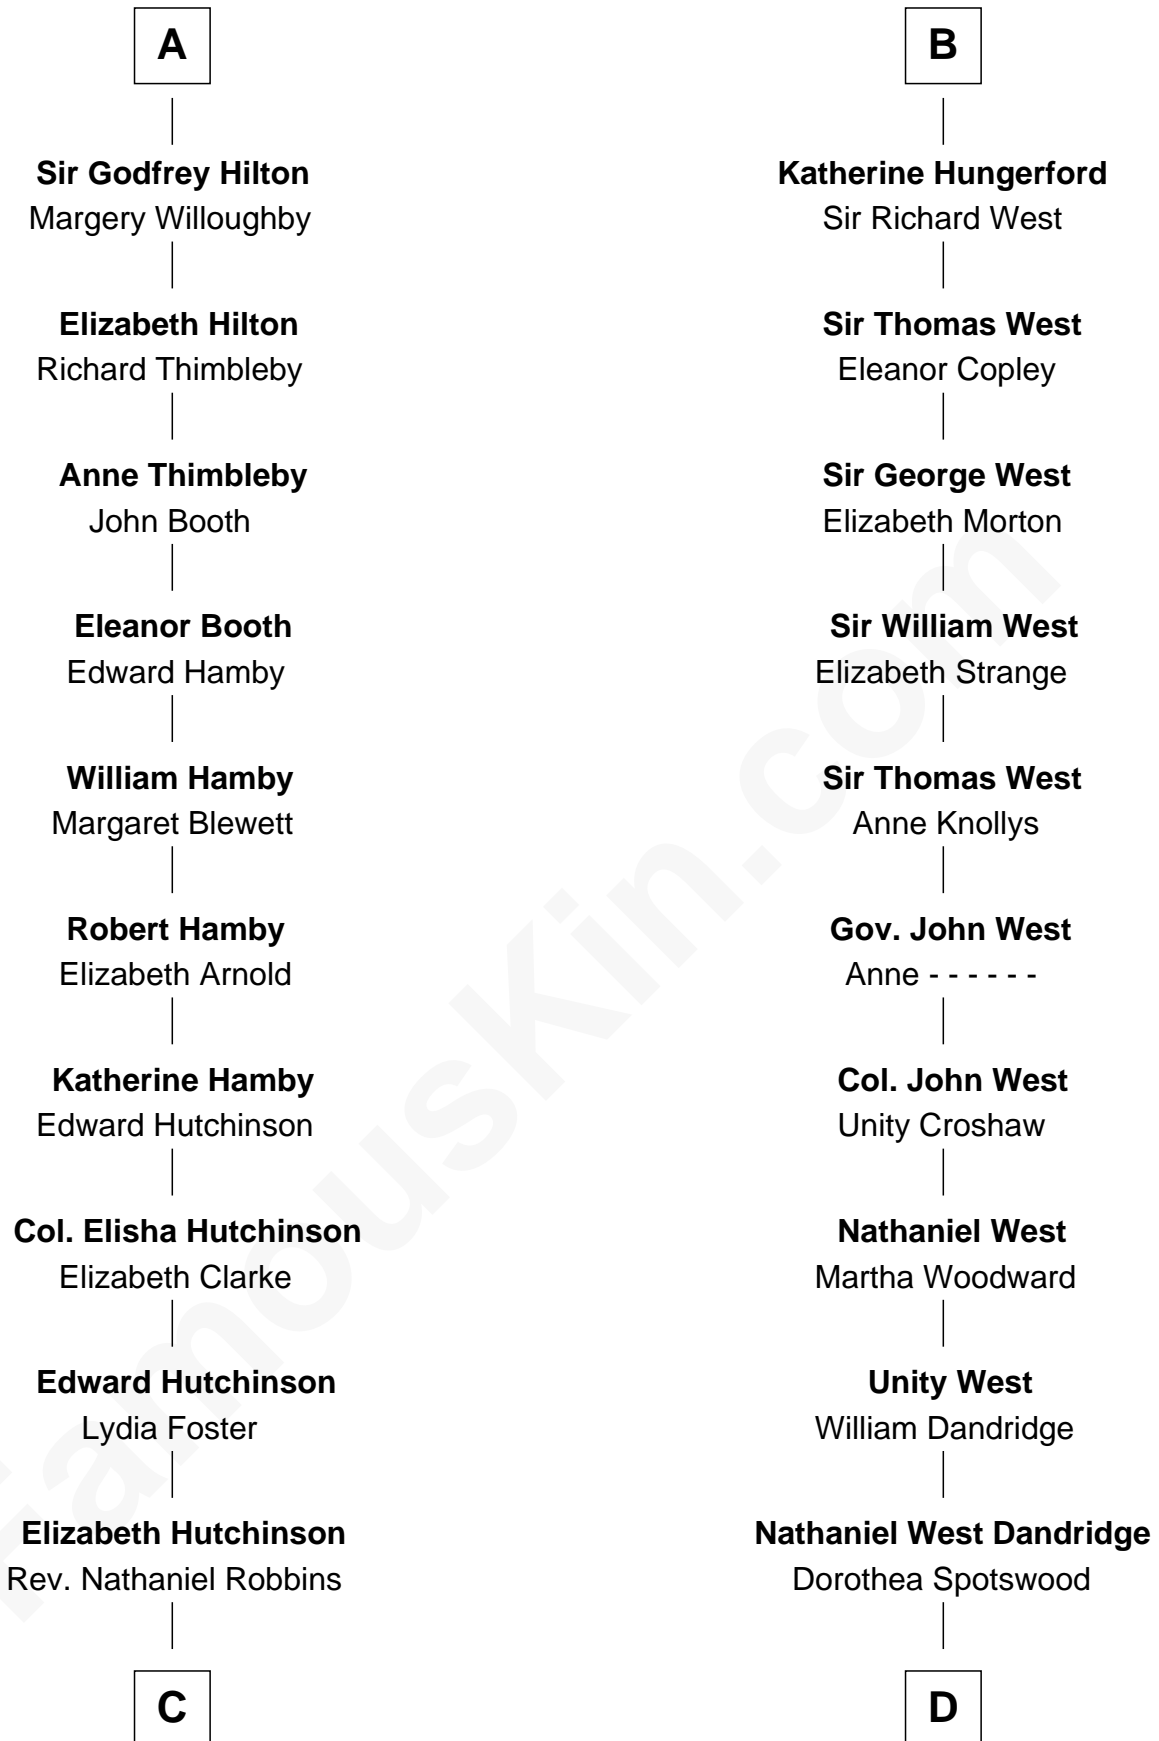 A
Sir Godfrey Hilton
Margery Willoughby
Elizabeth Hilton
Richard Thimbleby
Anne Thimbleby
John Booth
Eleanor Booth
Edward Hamby
William Hamby
Margaret Blewett
Robert Hamby
Elizabeth Arnold
Katherine Hamby
Edward Hutchinson
Col. Elisha Hutchinson
Elizabeth Clarke
Edward Hutchinson
Lydia Foster
Elizabeth Hutchinson
Rev. Nathaniel Robbins
C
B
Katherine Hungerford
Sir Richard West
Sir Thomas West
Eleanor Copley
Sir George West
Elizabeth Morton
Sir William West
Elizabeth Strange
Sir Thomas West
Anne Knollys
Gov. John West
Anne - - - - - -
Col. John West
Unity Croshaw
Nathaniel West
Martha Woodward
Unity West
William Dandridge
Nathaniel West Dandridge
Dorothea Spotswood
D
FamousKin.com